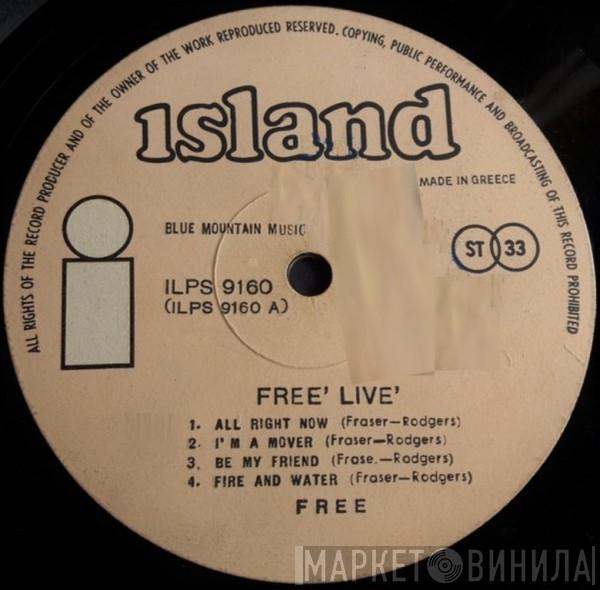 ALL RIGHTS OF THE RECORD PRODUCER AND OF THE OWNER OF THE WORK REPRODUCED RESERVED. COPYING, PUBLIC PERFORMANCE AND BROADCASTING OF THIS RECORD PROHIBITED
ısland
MADE IN GREECE
BLUE MOUNTAIN MUSIC
ST 33
ILPS 9160
(ILPS 9160 A)
FREE' LIVE'
1. ALL RIGHT NOW (Fraser—Rodgers)
2. I'M A MOVER (Fraser—Rodgers)
3. BE MY FRIEND (Frase.—Rodgers)
4. FIRE AND WATER (Fraser—Rodgers)
FREE
МАРКЕТ ВИНИЛА